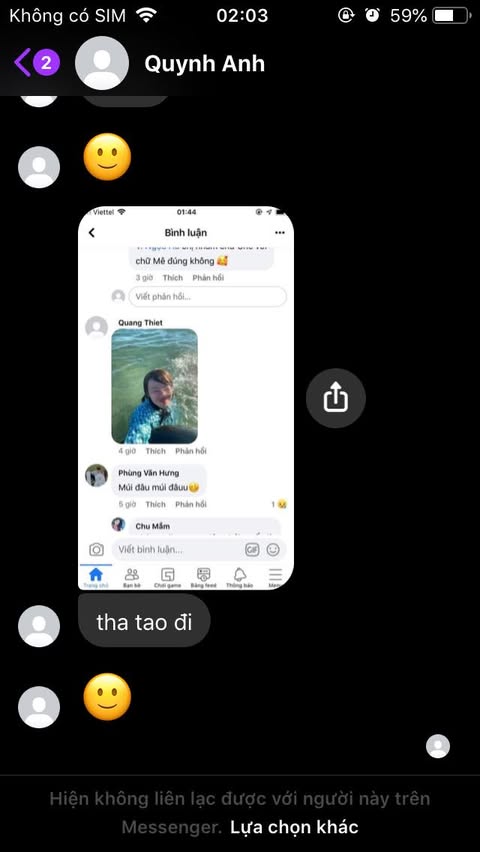 Không có SIM
02:03
59%
2
Quynh Anh
Viettel
01:44
Bình luận
chữ Mê đúng không 🥰
3 giờ Thích Phản hồi
Viết phản hồi...
Quang Thiet
4 giờ Thích Phản hồi
Phùng Văn Hưng
Múi đâu múi đâuu
5 giờ Thích Phản hồi
1
Chu Mắm
Viết bình luận...
GIF
Trang chủ Bạn bè Chơi game Bảng feed Thông báo Menu
tha tao đi
Hiện không liên lạc được với người này trên
Messenger. Lựa chọn khác